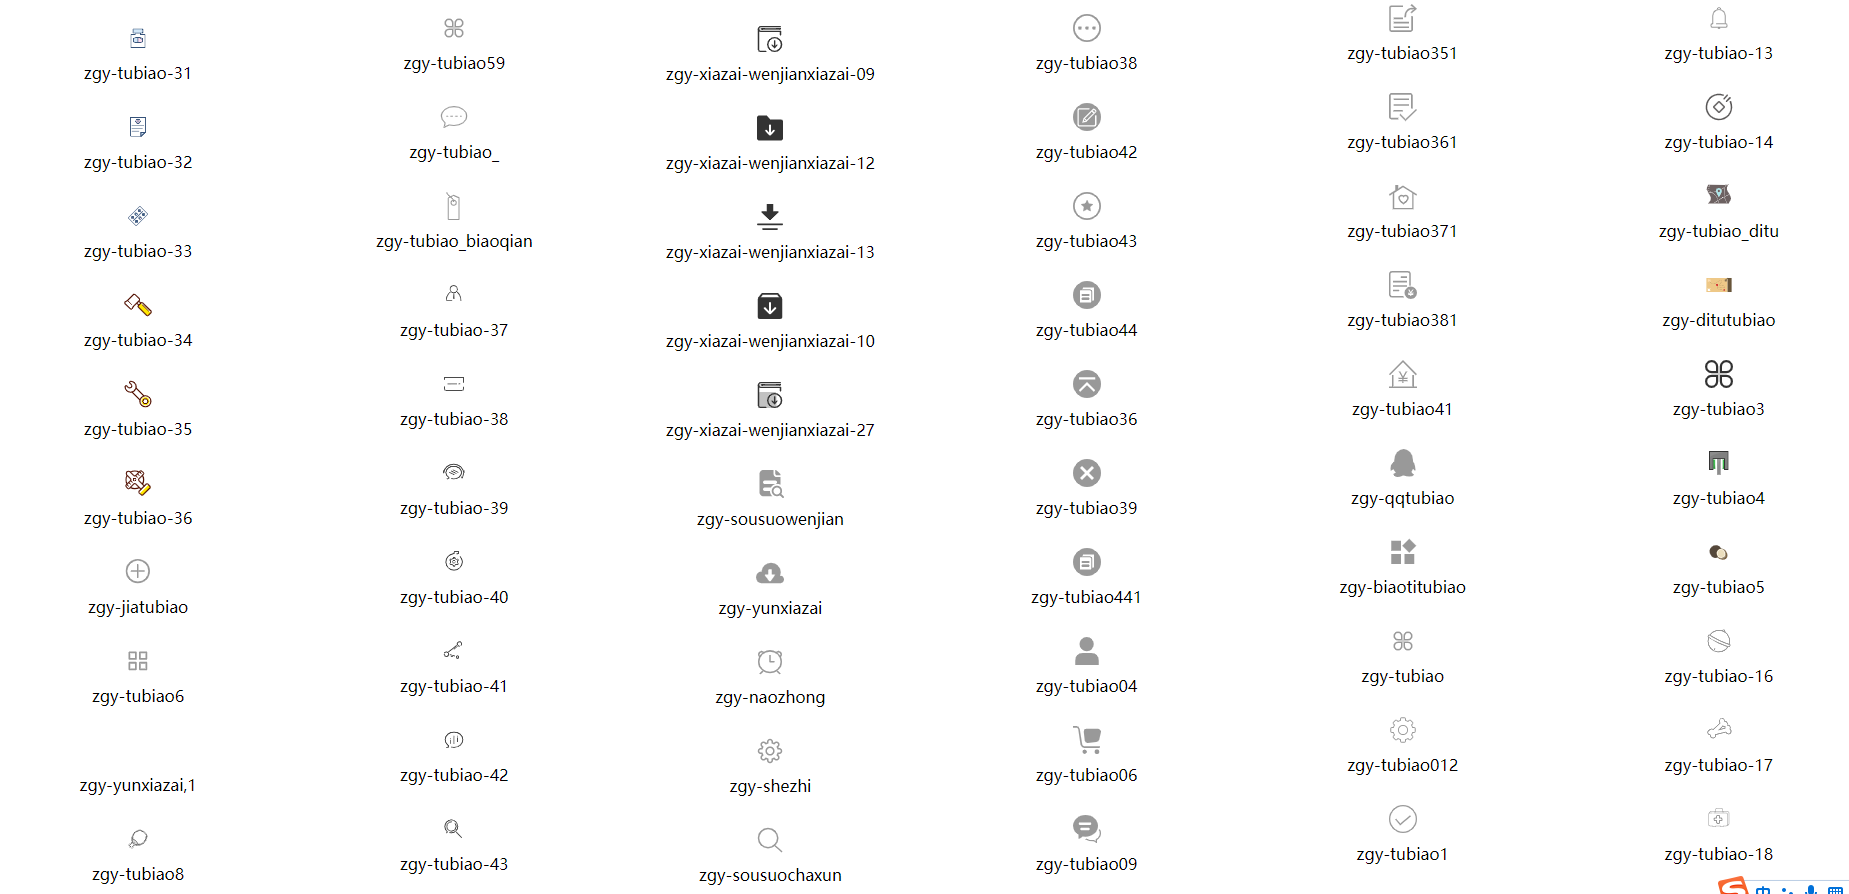 zgy-tubiao-31
zgy-tubiao59
zgy-xiazai-wenjianxiazai-09
zgy-tubiao38
zgy-tubiao351
zgy-tubiao-13
zgy-tubiao-32
zgy-tubiao_
zgy-xiazai-wenjianxiazai-12
zgy-tubiao42
zgy-tubiao361
zgy-tubiao-14
zgy-tubiao-33
zgy-tubiao_biaoqian
zgy-xiazai-wenjianxiazai-13
zgy-tubiao43
zgy-tubiao371
zgy-tubiao_ditu
zgy-tubiao-34
zgy-tubiao-37
zgy-xiazai-wenjianxiazai-10
zgy-tubiao44
zgy-tubiao381
zgy-ditutubiao
zgy-tubiao-35
zgy-tubiao-38
zgy-xiazai-wenjianxiazai-27
zgy-tubiao36
zgy-tubiao41
zgy-tubiao3
zgy-tubiao-36
zgy-tubiao-39
zgy-sousuowenjian
zgy-tubiao39
zgy-qqtubiao
zgy-tubiao4
zgy-jiatubiao
zgy-tubiao-40
zgy-yunxiazai
zgy-tubiao441
zgy-biaotitubiao
zgy-tubiao5
zgy-tubiao6
zgy-tubiao-41
zgy-naozhong
zgy-tubiao04
zgy-tubiao
zgy-tubiao-16
zgy-yunxiazai,1
zgy-tubiao-42
zgy-shezhi
zgy-tubiao06
zgy-tubiao012
zgy-tubiao-17
zgy-tubiao8
zgy-tubiao-43
zgy-sousuochaxun
zgy-tubiao09
zgy-tubiao1
zgy-tubiao-18